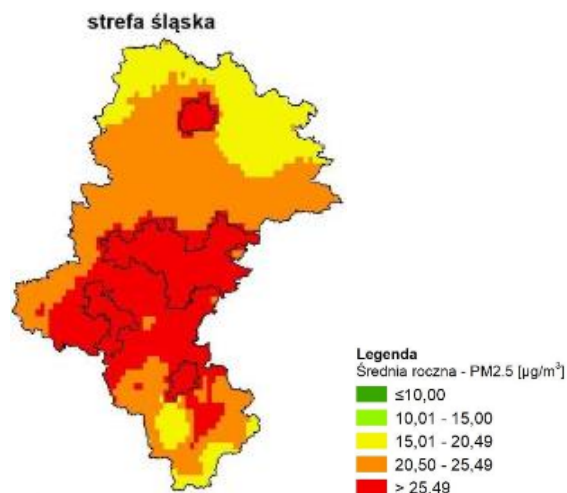 strefa śląska
Legenda
Średnia roczna - PM2.5 [µg/m³]
≤10,00
10,01 - 15,00
15,01 - 20,49
20,50 - 25,49
> 25,49